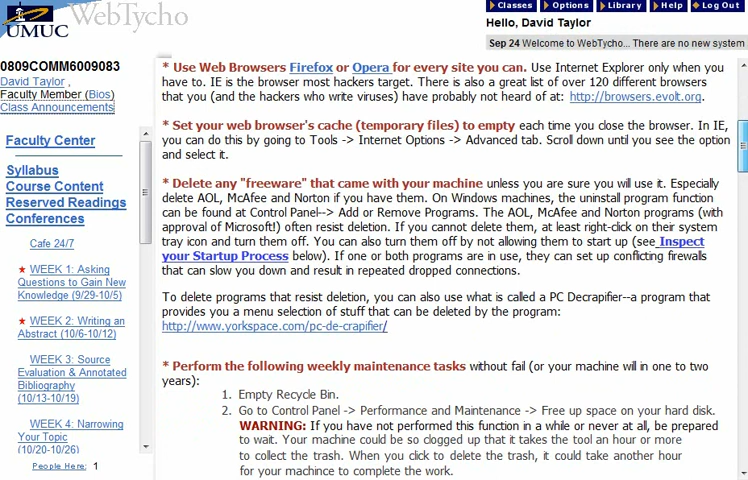 UMUC
WebTycho
Classes Options Library Help Log Out
Hello, David Taylor
Sep 24 Welcome to WebTycho... There are no new system
0809COMM6009083
David Taylor ,
Faculty Member (Bios)
Class Announcements
Faculty Center
Syllabus
Course Content
Reserved Readings
Conferences
Cafe 24/7
★ WEEK 1: Asking
Questions to Gain New
Knowledge (9/29-10/5)
★ WEEK 2: Writing an
Abstract (10/6-10/12)
WEEK 3: Source
Evaluation & Annotated
Bibliography
(10/13-10/19)
WEEK 4: Narrowing
Your Topic
(10/20-10/26)
People Here: 1
* Use Web Browsers Firefox or Opera for every site you can. Use Internet Explorer only when you
have to. IE is the browser most hackers target. There is also a great list of over 120 different browsers
that you (and the hackers who write viruses) have probably not heard of at: http://browsers.evolt.org.
* Set your web browser's cache (temporary files) to empty each time you close the browser. In IE,
you can do this by going to Tools -> Internet Options -> Advanced tab. Scroll down until you see the option
and select it.
* Delete any "freeware" that came with your machine unless you are sure you will use it. Especially
delete AOL, McAfee and Norton if you have them. On Windows machines, the uninstall program function
can be found at Control Panel--> Add or Remove Programs. The AOL, McAfee and Norton programs (with
approval of Microsoft!) often resist deletion. If you cannot delete them, at least right-click on their system
tray icon and turn them off. You can also turn them off by not allowing them to start up (see Inspect
your Startup Process below). If one or both programs are in use, they can set up conflicting firewalls
that can slow you down and result in repeated dropped connections.
To delete programs that resist deletion, you can also use what is called a PC Decrapifier--a program that
provides you a menu selection of stuff that can be deleted by the program:
http://www.yorkspace.com/pc-de-crapifier/
* Perform the following weekly maintenance tasks without fail (or your machine will in one to two
years):
1. Empty Recycle Bin.
2. Go to Control Panel -> Performance and Maintenance -> Free up space on your hard disk.
WARNING: If you have not performed this function in a while or never at all, be prepared
to wait. Your machine could be so clogged up that it takes the tool an hour or more
to collect the trash. When you click to delete the trash, it could take another hour
for your machince to complete the work.